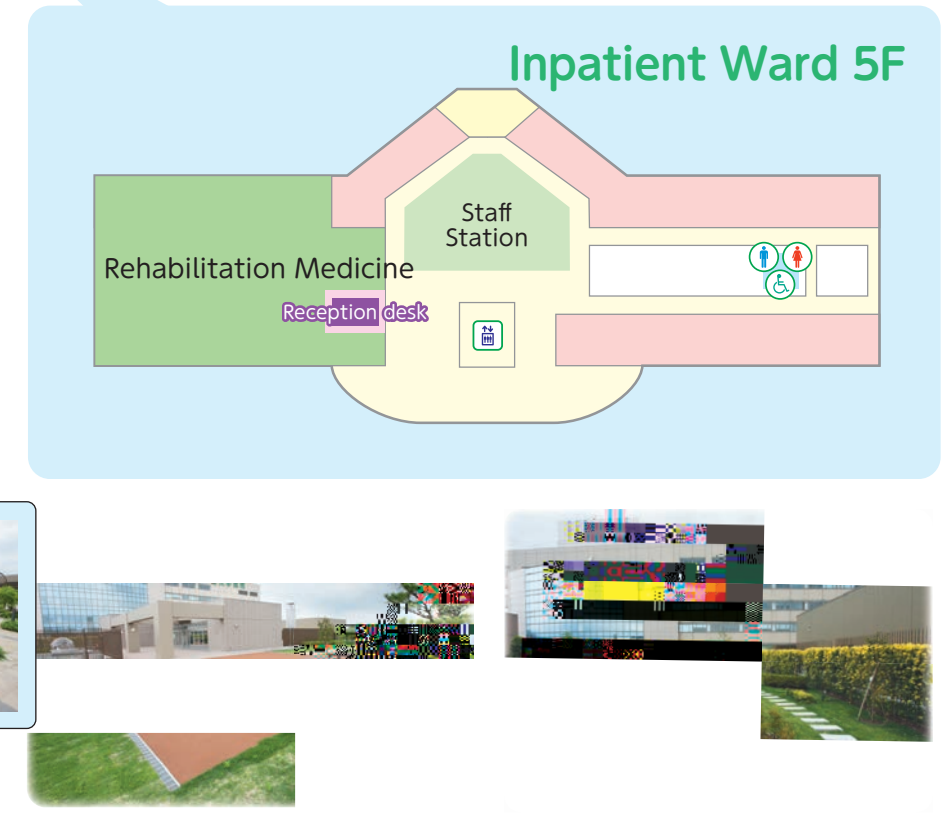 Inpatient Ward 5F
Staff
Station
Rehabilitation Medicine
Reception desk